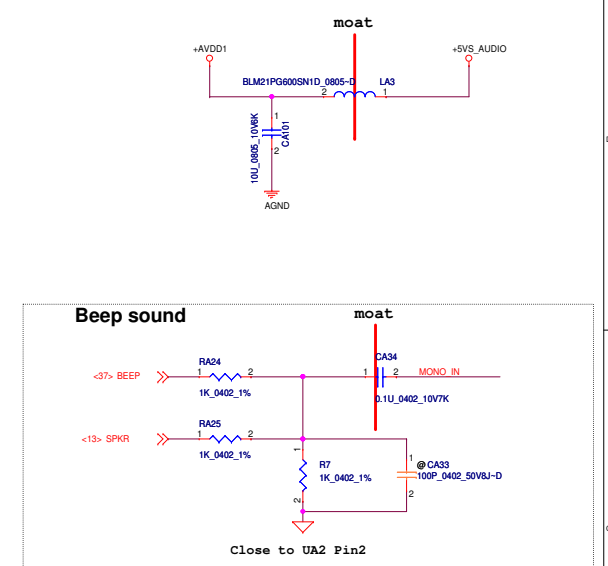 moat
+AVDD1
+5VS_AUDIO
BLM21PG600SN1D_0805~D
LA3
2
1
1
10U_0805_10V6K
CA101
2
AGND
Beep sound
moat
RA24
CA34
<37> BEEP
1
2
1
2
MONO_IN
1K_0402_1%
0.1U_0402_10V7K
RA25
<13> SPKR
1
2
1K_0402_1%
1
R7
1K_0402_1%
2
1
@ CA33
100P_0402_50V8J~D
2
Close to UA2 Pin2